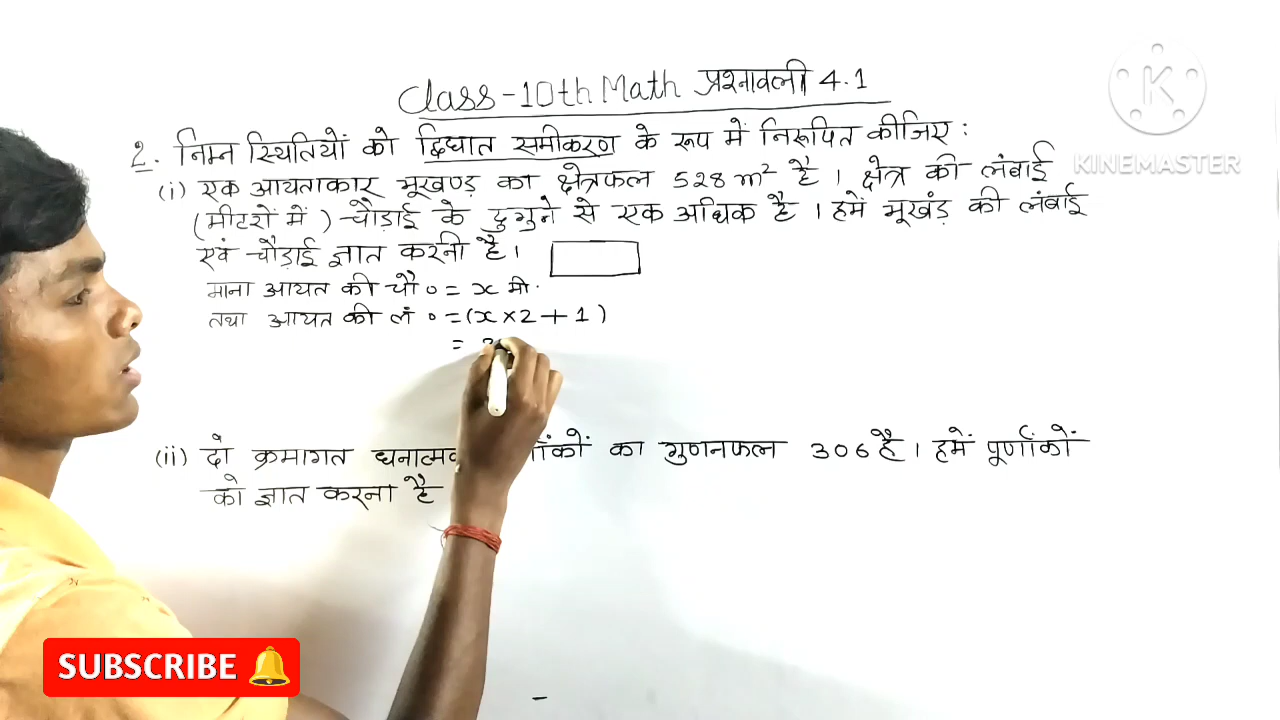 Class-10th Math प्रश्नावली 4.1
2. निम्न स्थितियों को द्विघात समीकरण के रूप में निरूपित कीजिए :
(i) एक आयताकार भूखण्ड़ का क्षेत्रफल 528 m² है । क्षेत्र की लंबाई
(मीटरों में) चौड़ाई के दुगुने से एक अधिक है । हमें भूखंड़ की लंबाई
एवं चौड़ाई ज्ञात करनी है ।
माना आयत की चौ० = x मी.
तथा आयत की लं० = (x × 2 + 1)
=
(ii) दो क्रमागत का गुणनफल 306 है । हमें पूर्णांकों
को ज्ञात करना है
KINEMASTER
SUBSCRIBE